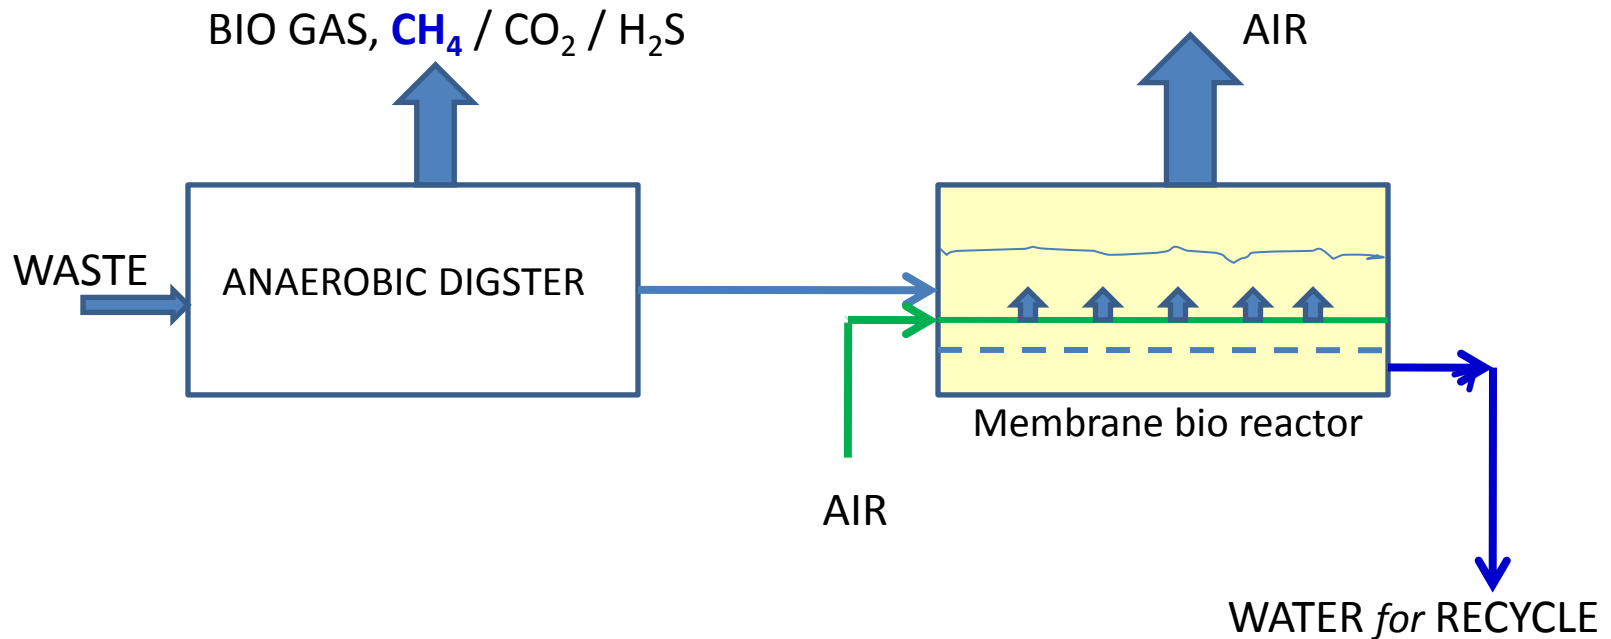 BIO GAS, CH₄ / CO₂ / H₂S
AIR
WASTE
ANAEROBIC DIGSTER
Membrane bio reactor
AIR
WATER for RECYCLE